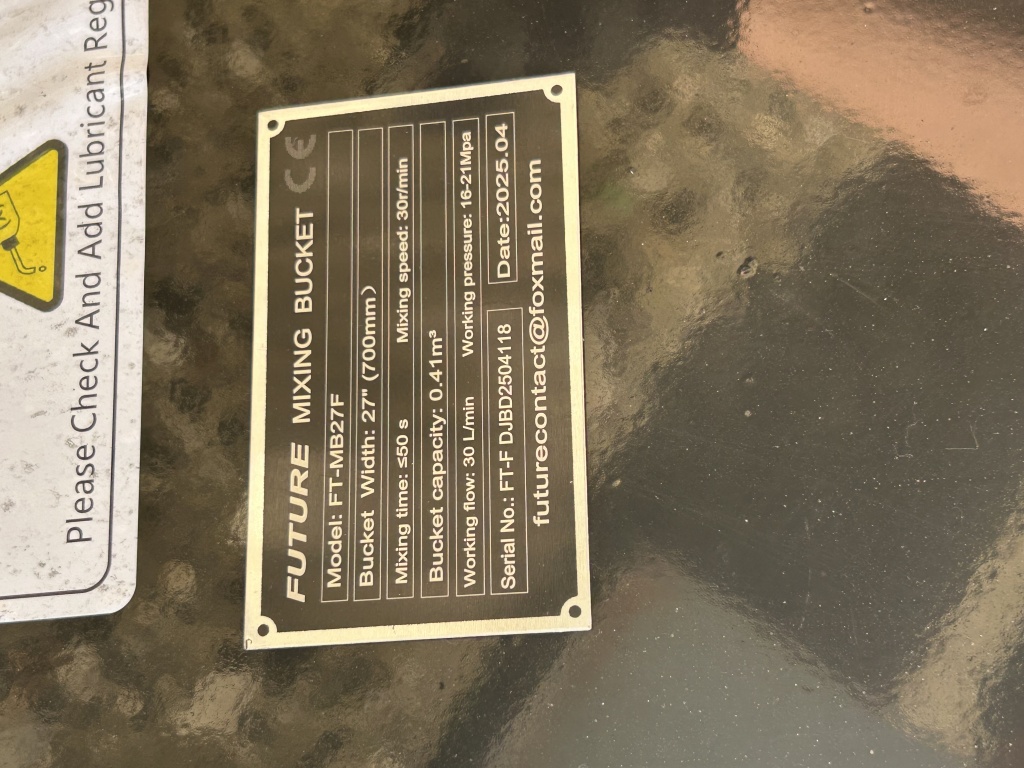 Please Check And Add Lubricant Reg
FUTURE MIXING BUCKET CE
Model: FT-MB27F
Bucket Width: 27" (700mm)
Mixing time: ≤50 s Mixing speed: 30r/min
Bucket capacity: 0.41m³
Working flow: 30 L/min Working pressure: 16-21Mpa
Serial No.: FT-F DJBD2504118 Date:2025.04
futurecontact@foxmail.com